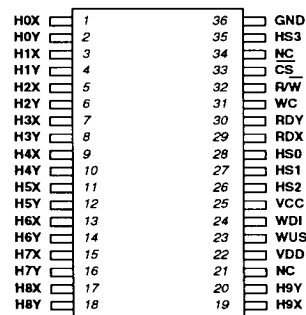 H0X 1 36 GND
H0Y 2 35 HS3
H1X 3 34 NC
H1Y 4 33 CS
H2X 5 32 R/W
H2Y 6 31 WC
H3X 7 30 RDY
H3Y 8 29 RDX
H4X 9 28 HS0
H4Y 10 27 HS1
H5X 11 26 HS2
H5Y 12 25 VCC
H6X 13 24 WDI
H6Y 14 23 WUS
H7X 15 22 VDD
H7Y 16 21 NC
H8X 17 20 H9Y
H8Y 18 19 H9X